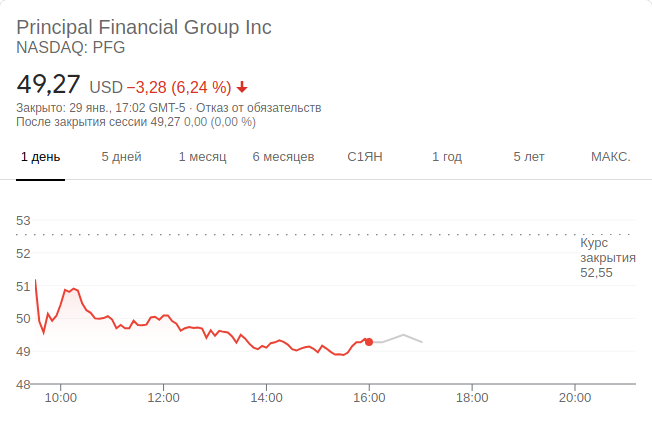 Principal Financial Group Inc
NASDAQ: PFG
49,27 USD −3,28 (6,24 %)
Закрыто: 29 янв., 17:02 GMT-5 · Отказ от обязательств
После закрытия сессии 49,27 0,00 (0,00 %)
1 день 5 дней 1 месяц 6 месяцев С1ЯН 1 год 5 лет МАКС.
53
Курс
52
закрытия
52,55
51
50
49
48
10:00 12:00 14:00 16:00 18:00 20:00